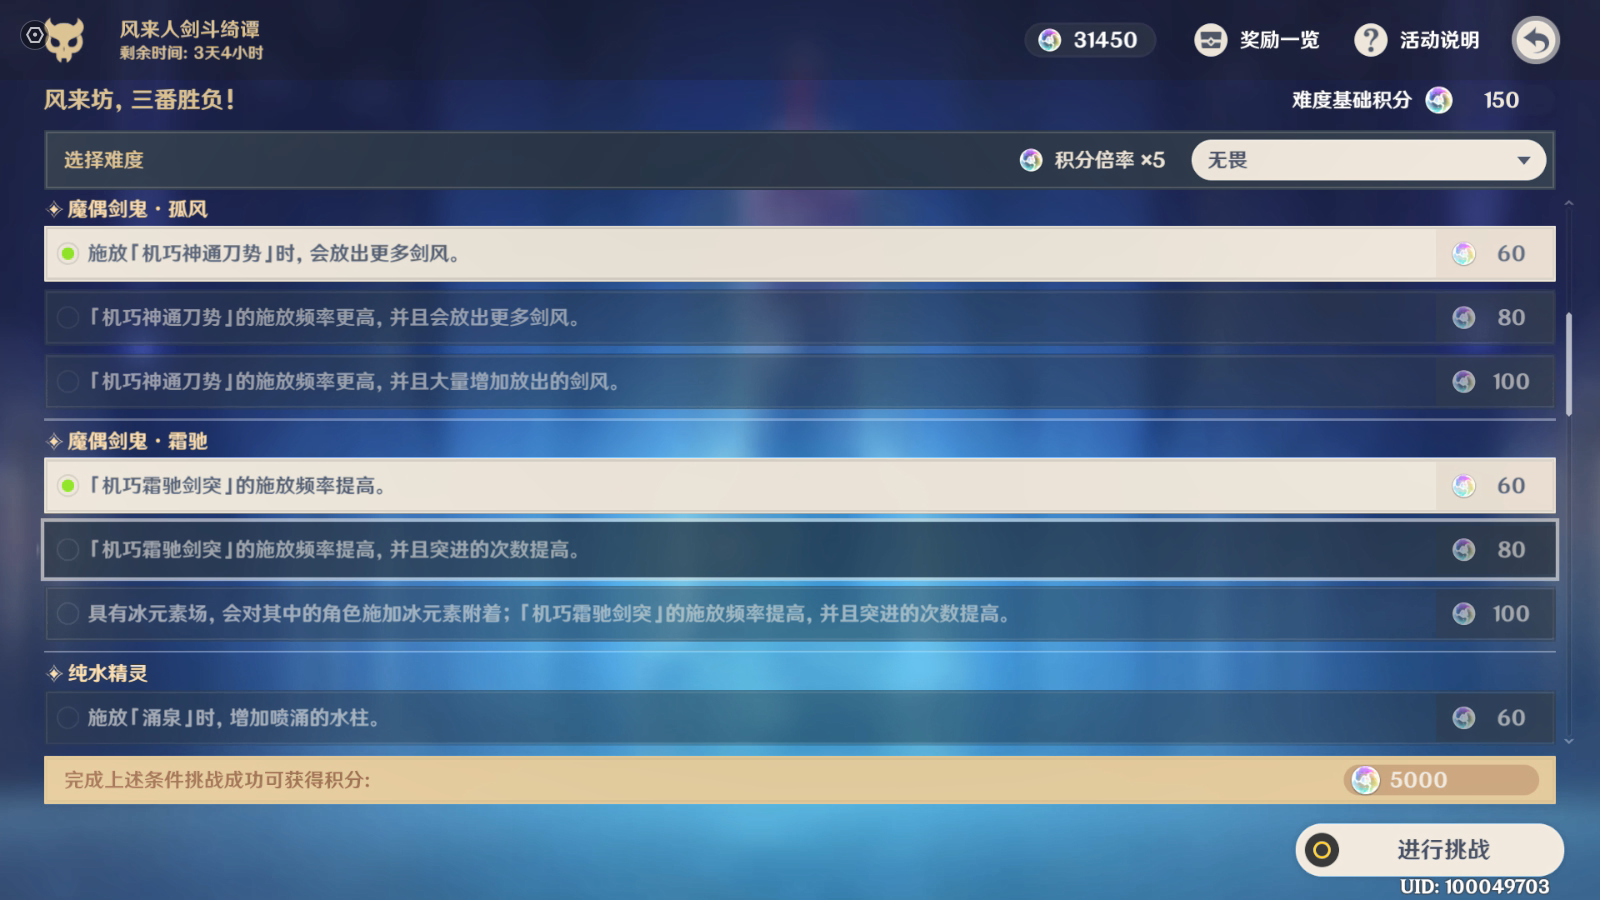 风来人剑斗绮谭
剩余时间: 3天4小时
31450
奖励一览
活动说明
风来坊，三番胜负！
难度基础积分 150
选择难度
积分倍率 ×5
无畏
魔偶剑鬼·孤风
施放「机巧神通刀势」时，会放出更多剑风。 60
「机巧神通刀势」的施放频率更高，并且会放出更多剑风。 80
「机巧神通刀势」的施放频率更高，并且大量增加放出的剑风。 100
魔偶剑鬼·霜驰
「机巧霜驰剑突」的施放频率提高。 60
「机巧霜驰剑突」的施放频率提高，并且突进的次数提高。 80
具有冰元素场，会对其中的角色施加冰元素附着；「机巧霜驰剑突」的施放频率提高，并且突进的次数提高。 100
纯水精灵
施放「涌泉」时，增加喷涌的水柱。 60
完成上述条件挑战成功可获得积分: 5000
进行挑战
UID: 100049703